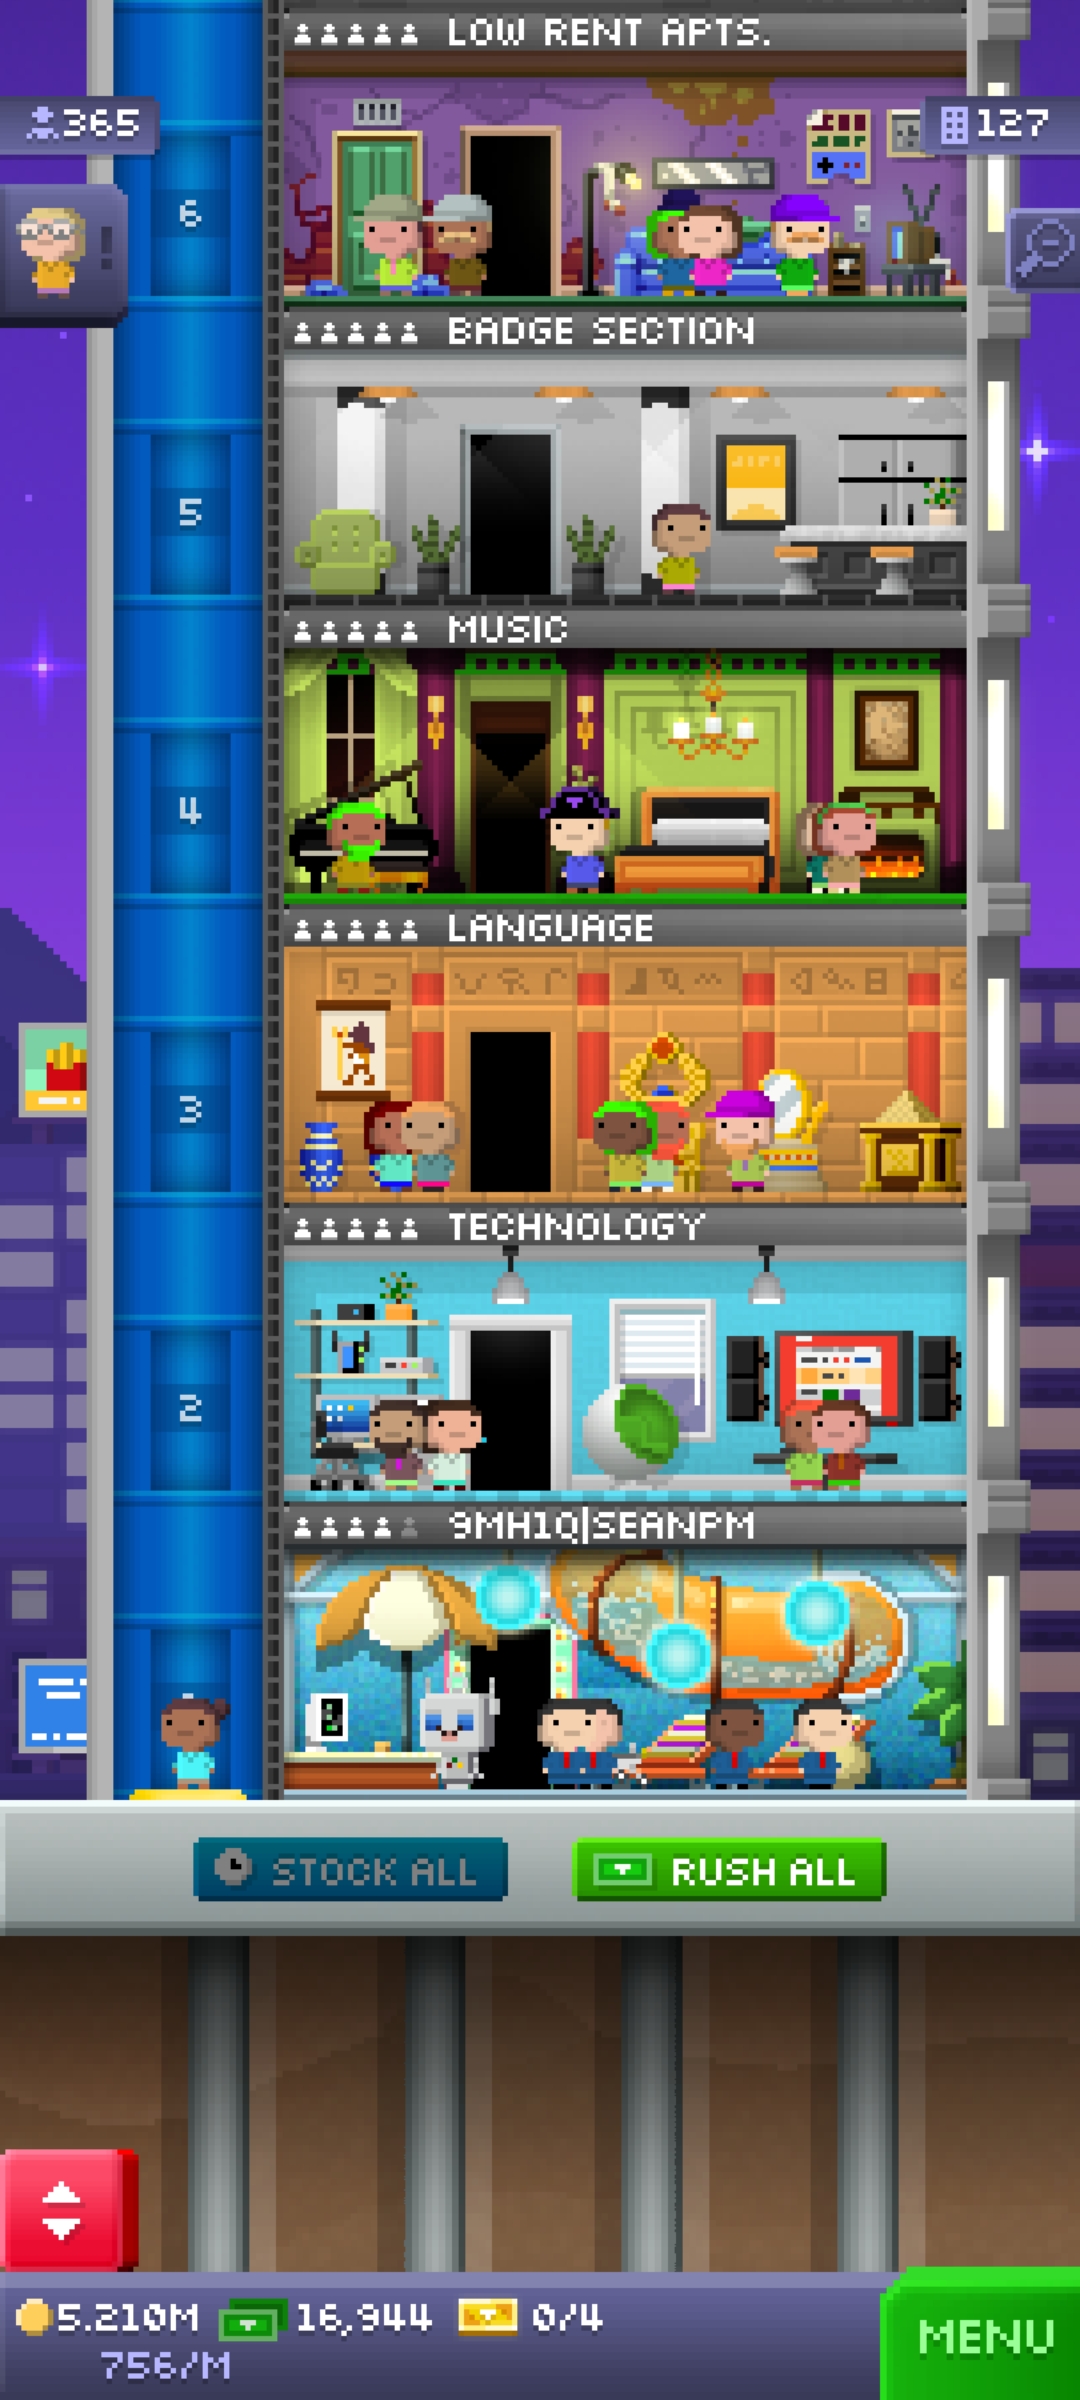 LOW RENT APTS.
365
127
6
BADGE SECTION
5
MUSIC
4
LANGUAGE
3
TECHNOLOGY
2
9MH1Q|SEANPM
STOCK ALL
RUSH ALL
5.210M
16,944
0/4
756/M
MENU